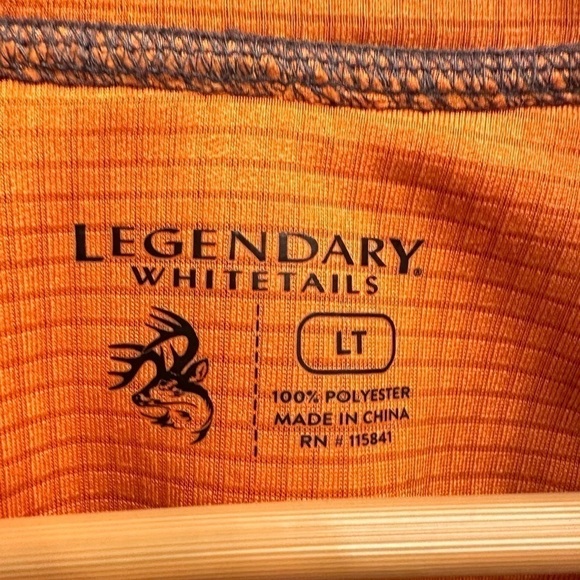 LEGENDARY®
WHITETAILS
LT
100% POLYESTER
MADE IN CHINA
RN # 115841